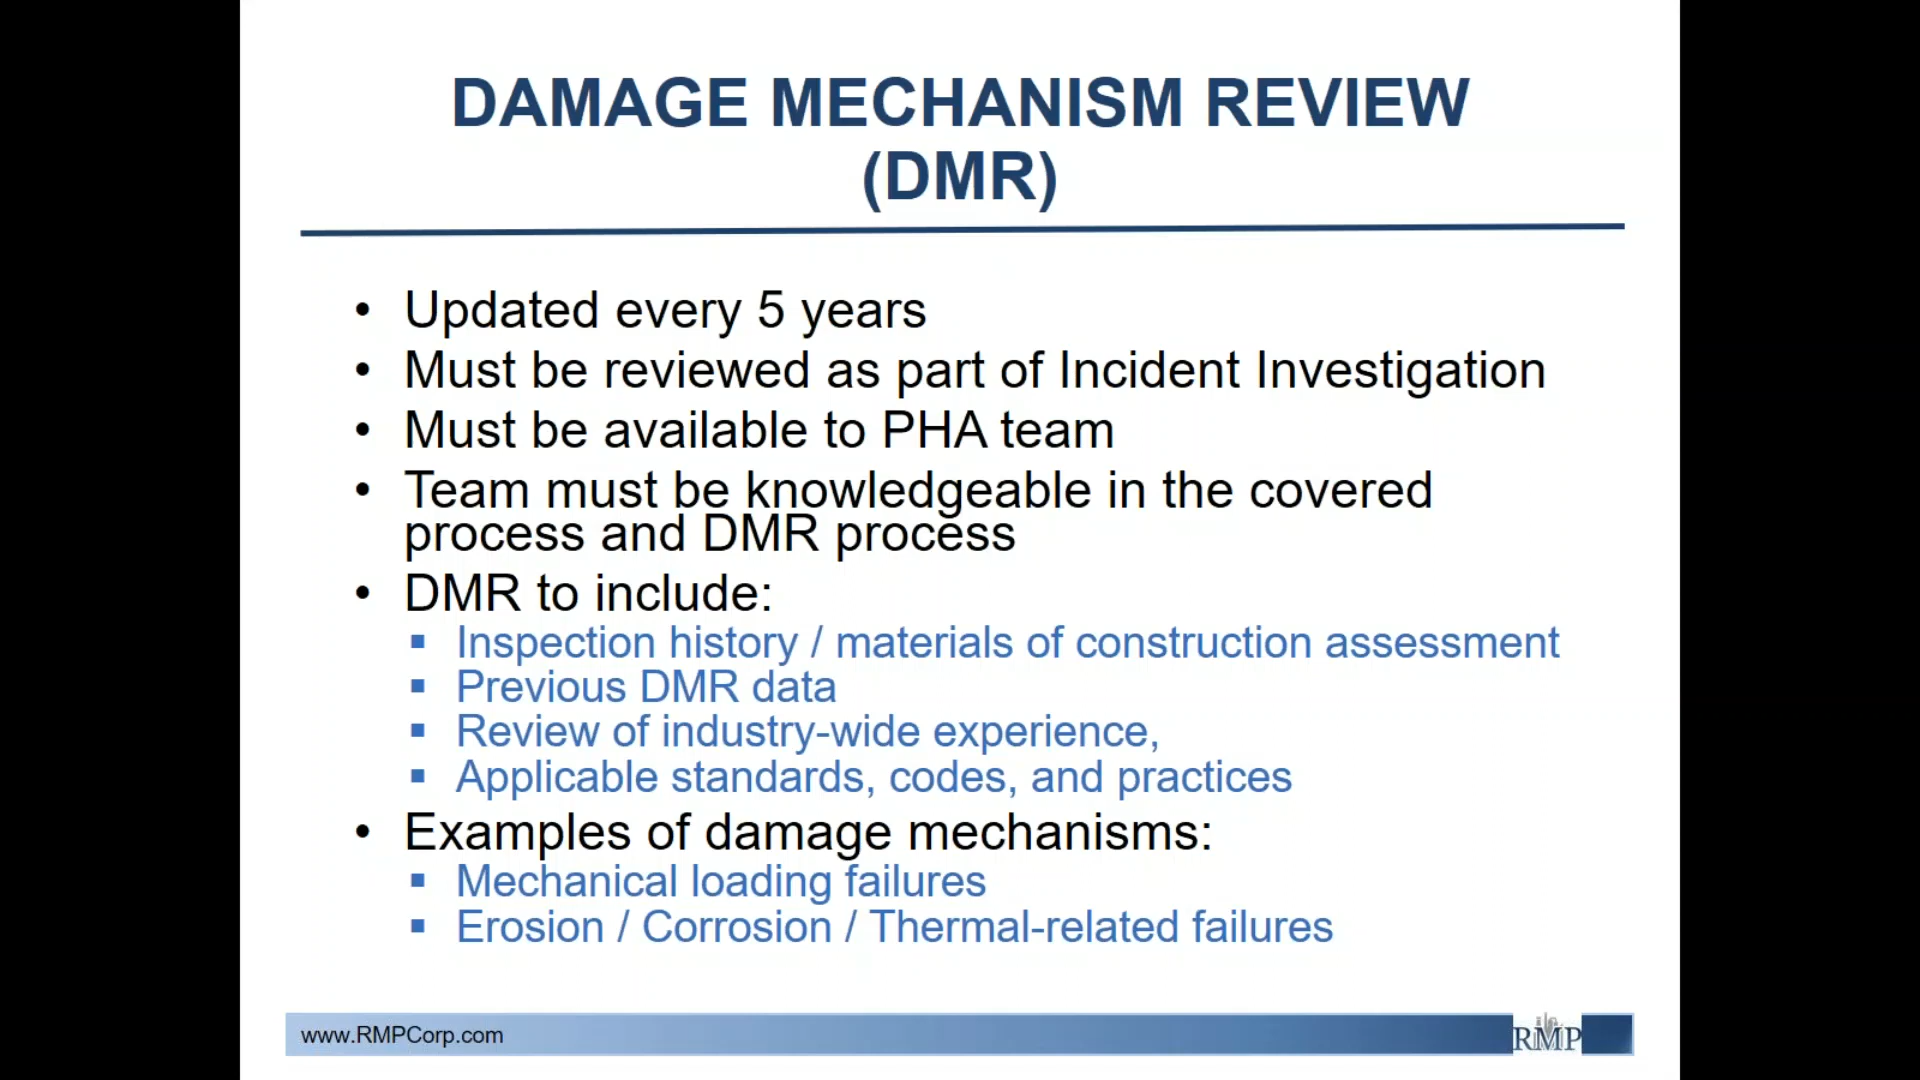 DAMAGE MECHANISM REVIEW
(DMR)
• Updated every 5 years
• Must be reviewed as part of Incident Investigation
• Must be available to PHA team
• Team must be knowledgeable in the covered
process and DMR process
• DMR to include:
▪ Inspection history / materials of construction assessment
▪ Previous DMR data
▪ Review of industry-wide experience,
▪ Applicable standards, codes, and practices
• Examples of damage mechanisms:
▪ Mechanical loading failures
▪ Erosion / Corrosion / Thermal-related failures
www.RMPCorp.com
RMP